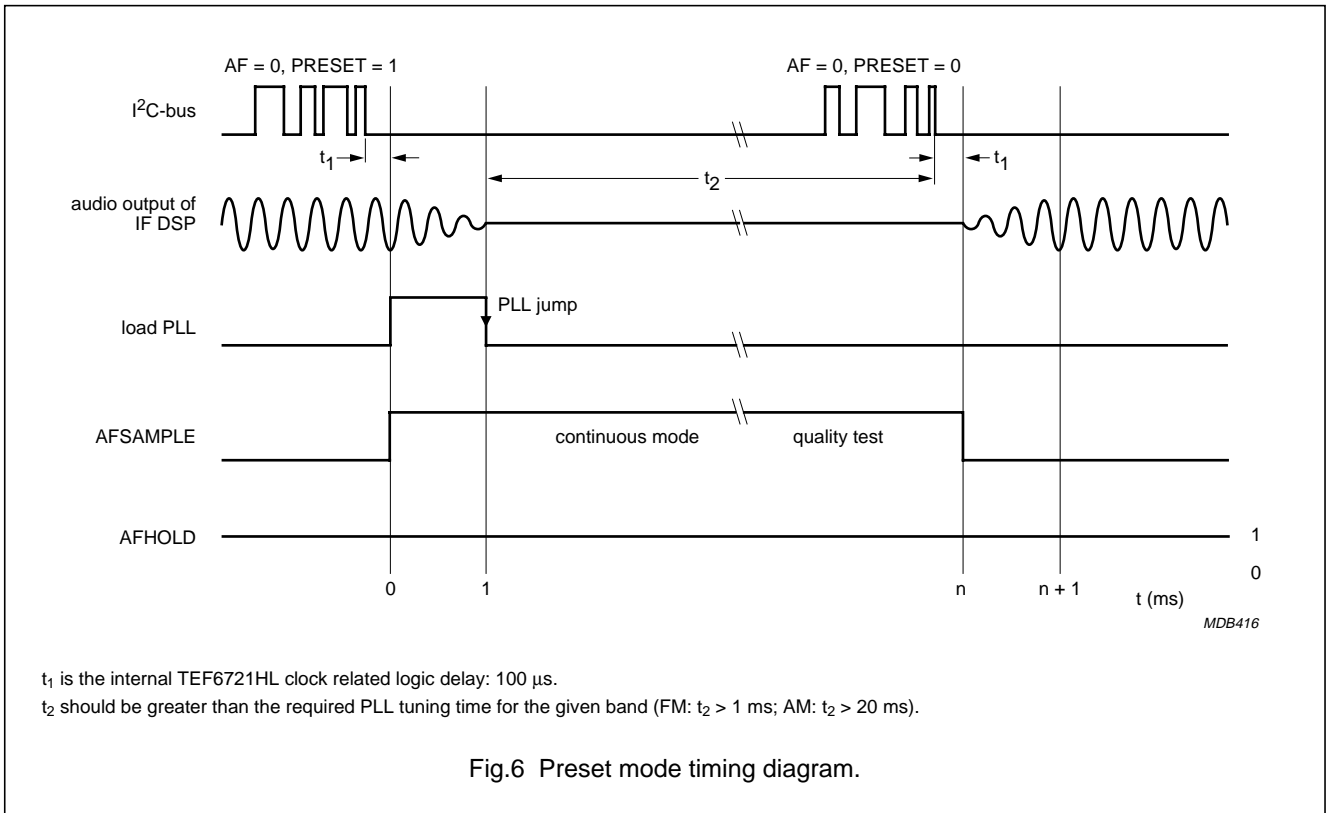 AF = 0, PRESET = 1
AF = 0, PRESET = 0
I2C-bus
t1
t1
t2
audio output of
IF DSP
PLL jump
load PLL
AFSAMPLE
continuous mode
quality test
AFHOLD
1
0
0
1
n
n + 1
t (ms)
MDB416
t1 is the internal TEF6721HL clock related logic delay: 100 μs.
t2 should be greater than the required PLL tuning time for the given band (FM: t2 > 1 ms; AM: t2 > 20 ms).
Fig.6 Preset mode timing diagram.